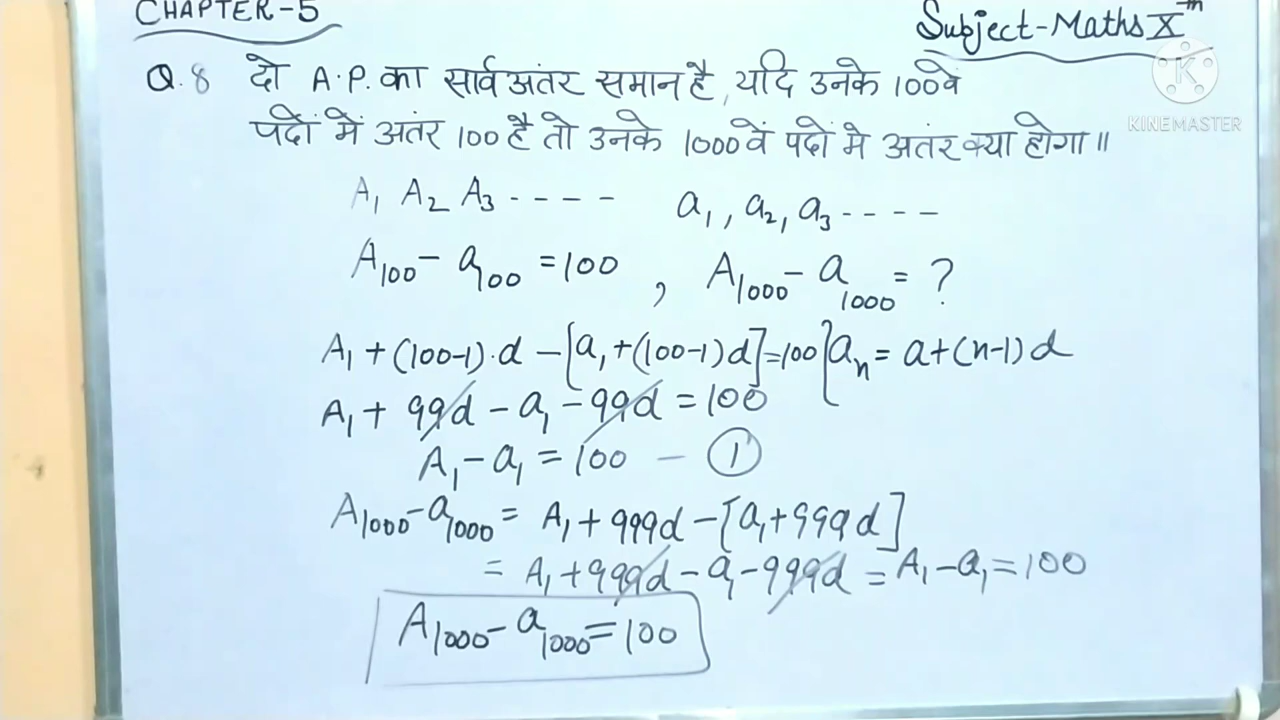 CHAPTER-5
Subject-Maths X th
KINEMASTER
Q.8 दो A.P. का सार्व अंतर समान है, यदि उनके 100वे
पदों में अतंर 100 है तो उनके 1000वें पदो मे अतंर क्या होगा॥
A₁ A₂ A₃ ---- a₁, a₂, a₃ ----
A₁₀₀ - a₁₀₀ = 100 , A₁₀₀₀ - a₁₀₀₀ = ?
A₁ + (100-1)·d - [a₁ + (100-1)d] = 100 [aₙ = a+(n-1)d
A₁ + 99d - a₁ - 99d = 100
A₁ - a₁ = 100 — ①
A₁₀₀₀ - a₁₀₀₀ = A₁ + 999d - [a₁ + 999d]
= A₁ + 999d - a₁ - 999d = A₁ - a₁ = 100
A₁₀₀₀ - a₁₀₀₀ = 100